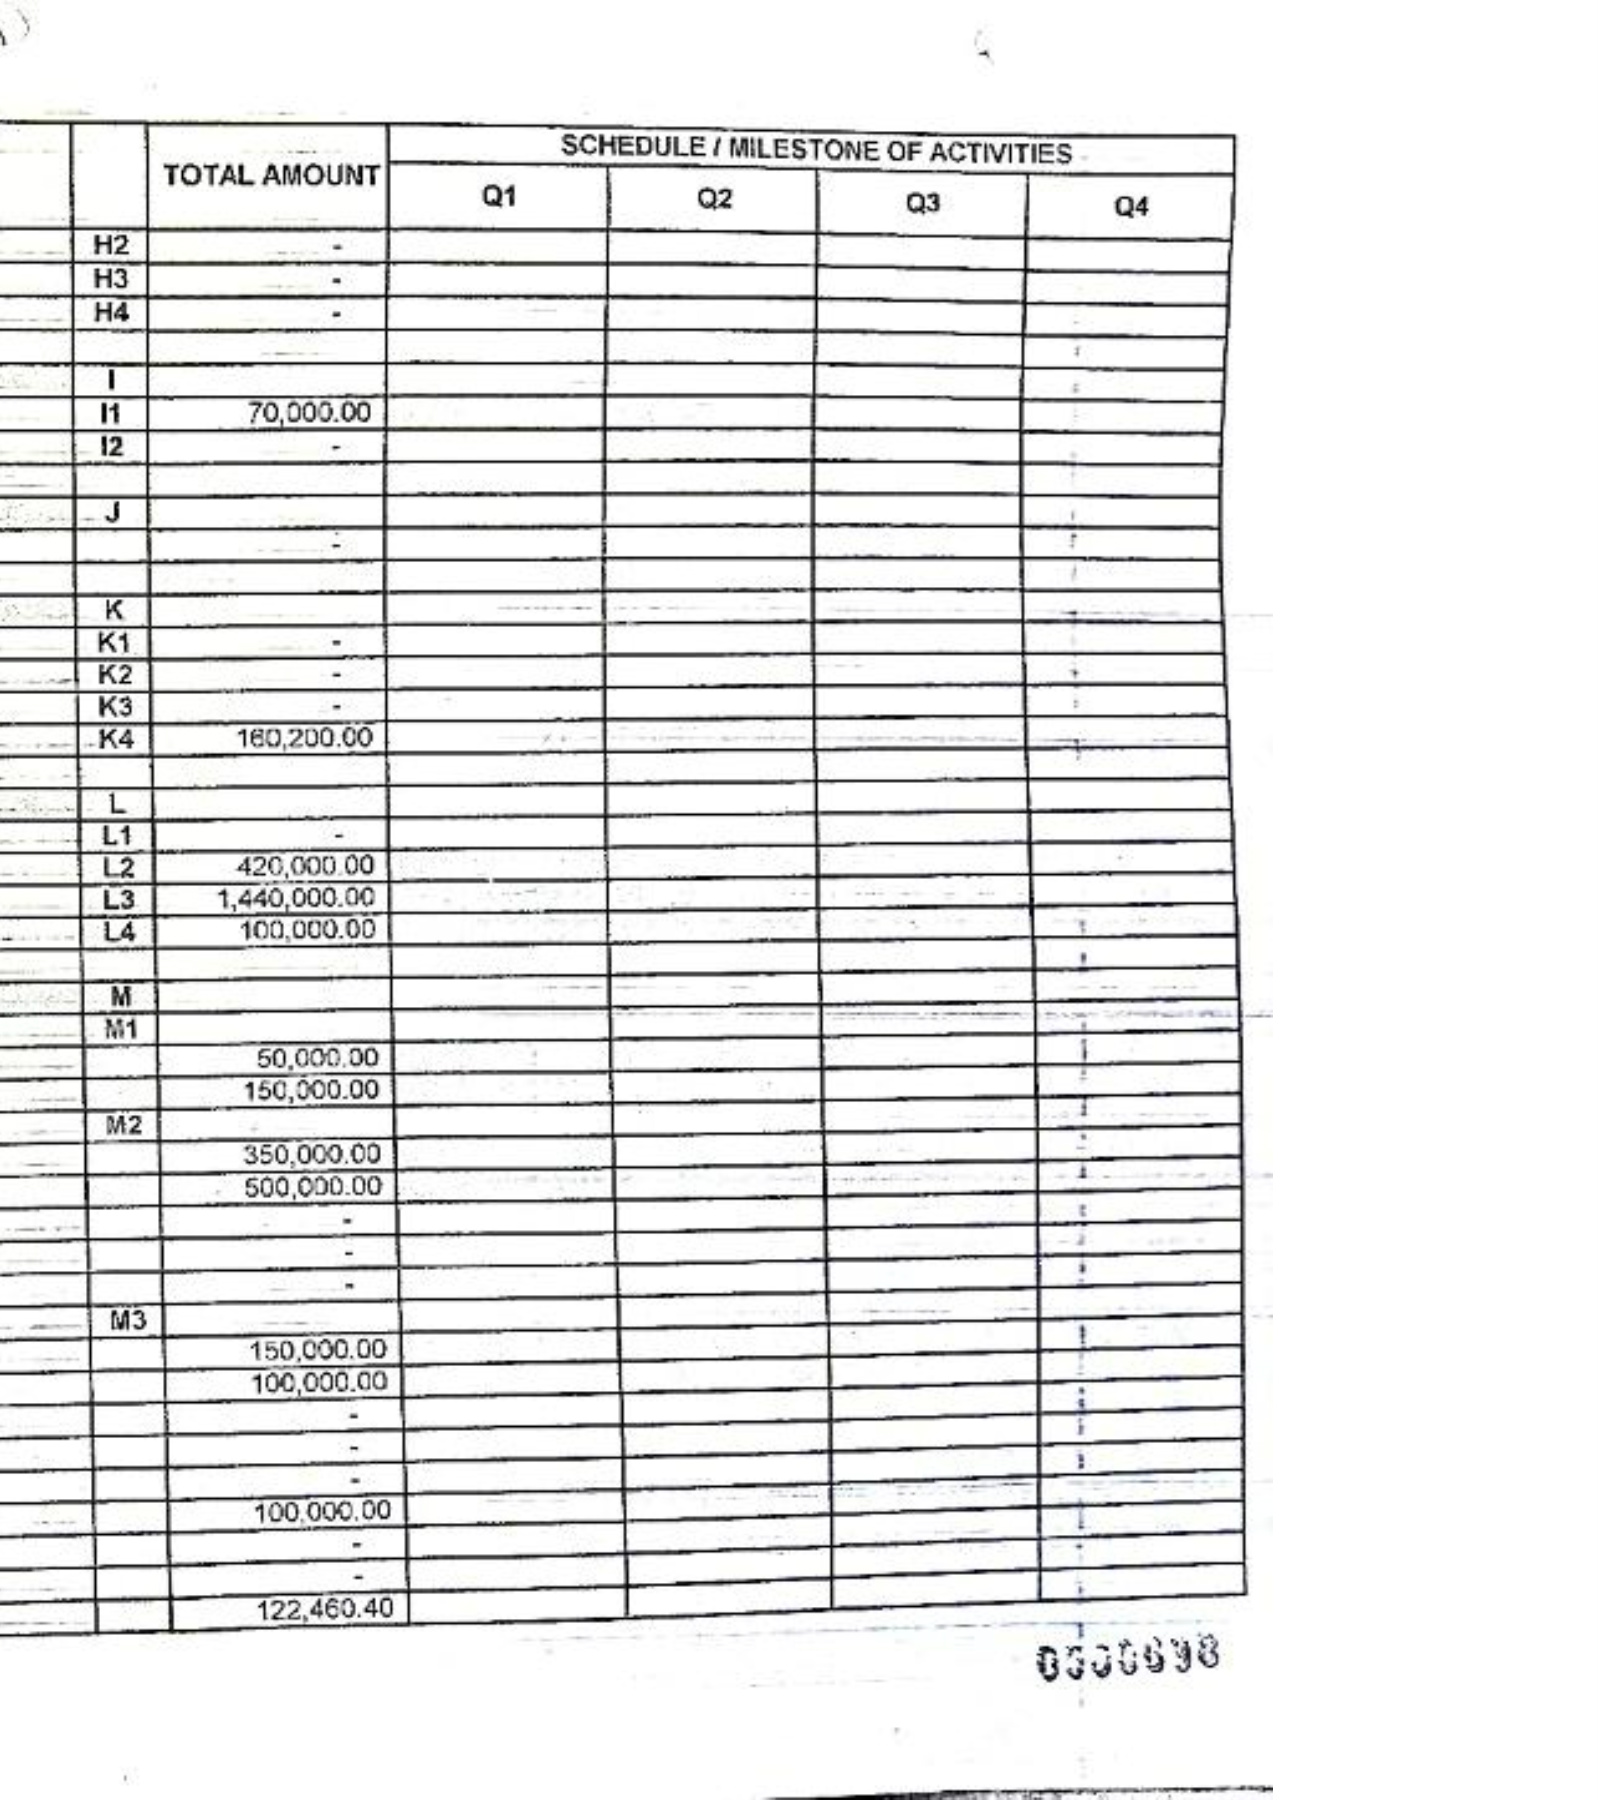 SCHEDULE / MILESTONE OF ACTIVITIES
TOTAL AMOUNT
Q1 Q2 Q3 Q4
H2 -
H3 -
H4 -
I
I1 70,000.00
I2 -
J
-
K
K1 -
K2 -
K3 -
K4 160,200.00
L
L1 -
L2 420,000.00
L3 1,440,000.00
L4 100,000.00
M
M1
50,000.00
150,000.00
M2
350,000.00
500,000.00
-
-
-
M3
150,000.00
100,000.00
-
-
-
100,000.00
-
-
122,460.40